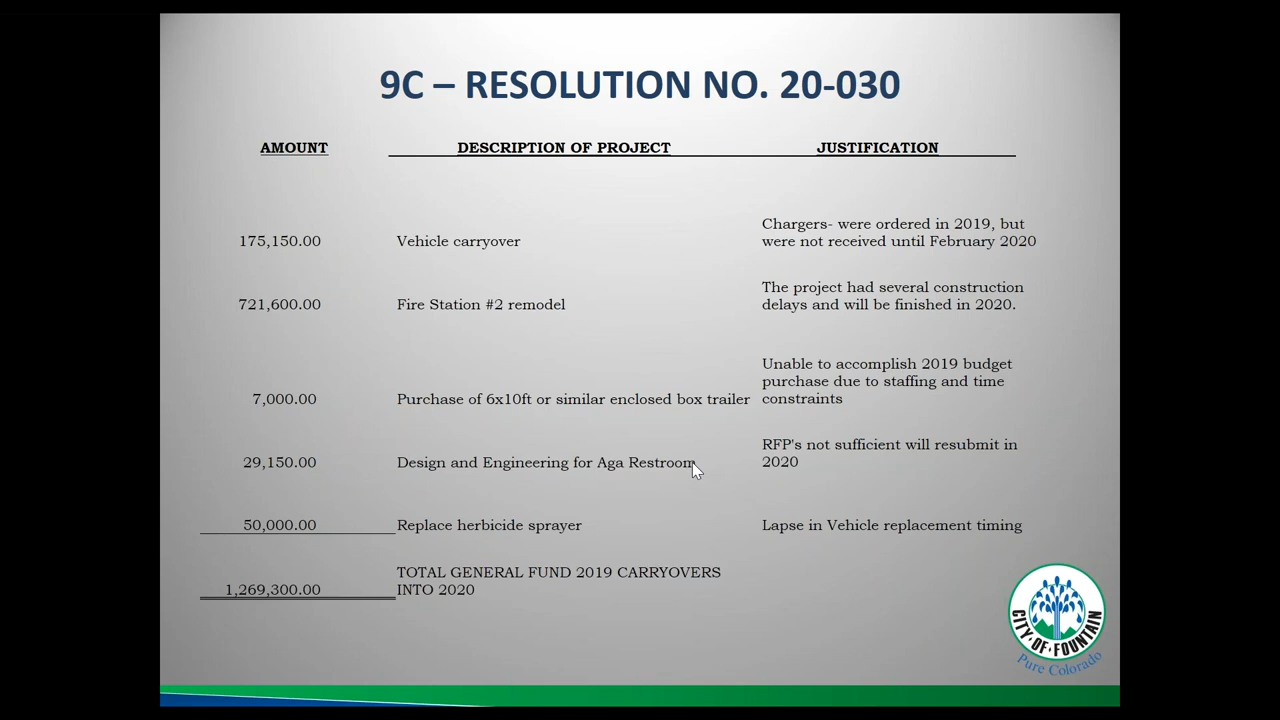 9C – RESOLUTION NO. 20-030
AMOUNT DESCRIPTION OF PROJECT JUSTIFICATION
Chargers- were ordered in 2019, but
175,150.00 Vehicle carryover were not received until February 2020
The project had several construction
721,600.00 Fire Station #2 remodel delays and will be finished in 2020.
Unable to accomplish 2019 budget
purchase due to staffing and time
7,000.00 Purchase of 6x10ft or similar enclosed box trailer constraints
RFP's not sufficient will resubmit in
29,150.00 Design and Engineering for Aga Restroom 2020
50,000.00 Replace herbicide sprayer Lapse in Vehicle replacement timing
TOTAL GENERAL FUND 2019 CARRYOVERS
1,269,300.00 INTO 2020
CITY·OF·FOUNTAIN
Pure Colorado